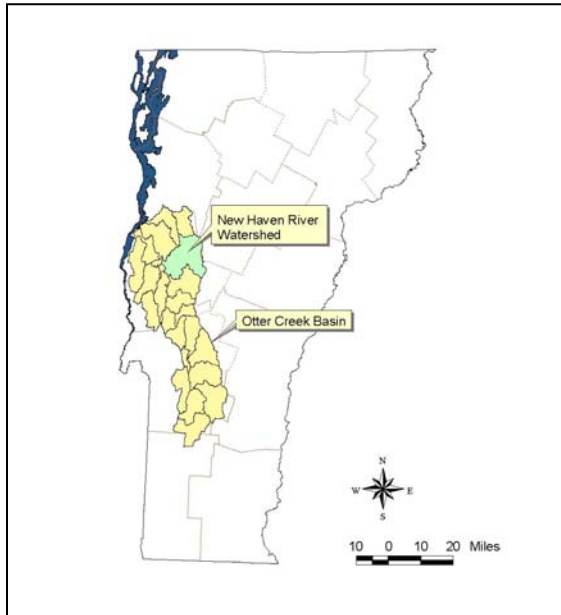 New Haven River
Watershed
Otter Creek Basin
N
W E
S
10 0 10 20 Miles